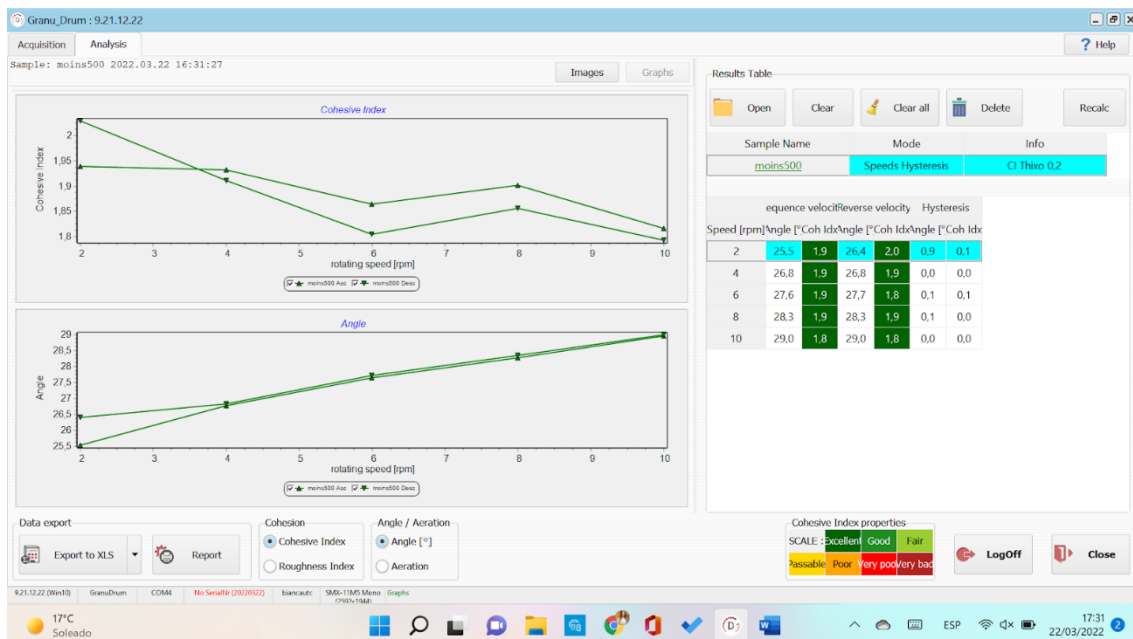 Granu_Drum : 9.21.12.22
Acquisition Analysis
? Help
Sample: moins500 2022.03.22 16:31:27
Images Graphs
Cohesive Index
Cohesive Index
2
1,95
1,9
1,85
1,8
2 3 4 5 6 7 8 9 10
rotating speed [rpm]
moins500 Asc moins500 Desc
Angle
Angle
29
28,5
28
27,5
27
26,5
26
25,5
2 3 4 5 6 7 8 9 10
rotating speed [rpm]
moins500 Asc moins500 Desc
Results Table
Open Clear Clear all Delete Recalc
Sample Name Mode Info
moins500 Speeds Hysteresis CI Thixo 0,2
equence velocit Reverse velocity Hysteresis
Speed [rpm] Angle [° Coh Idx Angle [° Coh Idx Angle [° Coh Idx
2 25,5 1,9 26,4 2,0 0,9 0,1
4 26,8 1,9 26,8 1,9 0,0 0,0
6 27,6 1,9 27,7 1,8 0,1 0,1
8 28,3 1,9 28,3 1,9 0,1 0,0
10 29,0 1,8 29,0 1,8 0,0 0,0
Data export
Export to XLS Report
Cohesion
Cohesive Index
Roughness Index
Angle / Aeration
Angle [°]
Aeration
Cohesive Index properties
SCALE : Excellent Good Fair
Passable Poor Very poo Very bad
LogOff Close
9.21.12.22 (Win10) GranuDrum COM4 No SerialNr (20220322) biancautc SMX-11M5 Mono Graphs
(2592x1944)
17°C
Soleado
ESP
17:31
22/03/2022
2